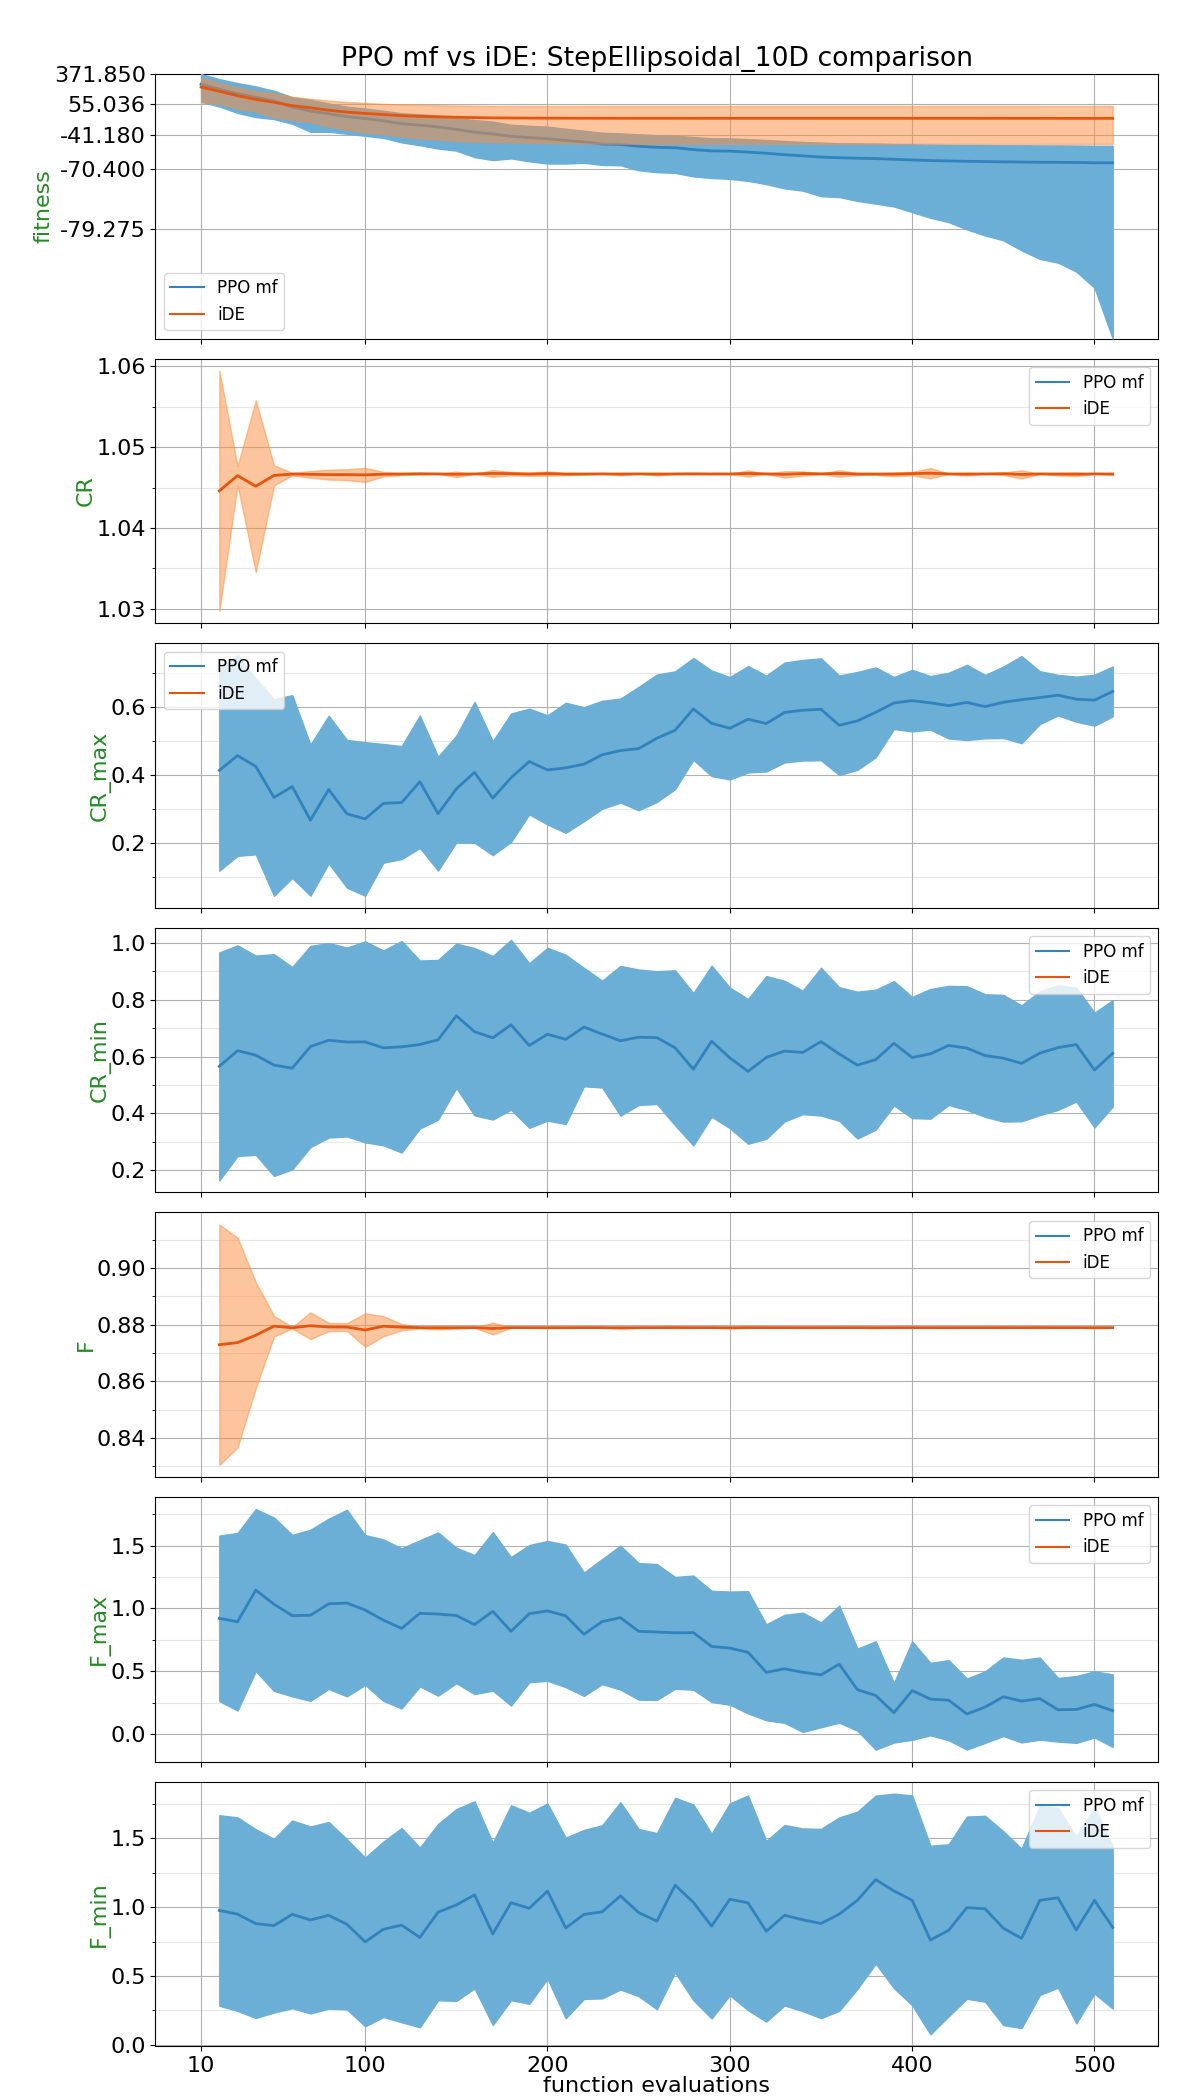 PPO mf vs iDE: StepEllipsoidal_10D comparison
371.850
55.036
-41.180
-70.400
-79.275
fitness
PPO mf
iDE
1.06
1.05
1.04
1.03
CR
PPO mf
iDE
0.6
0.4
0.2
CR_max
PPO mf
iDE
1.0
0.8
0.6
0.4
0.2
CR_min
PPO mf
iDE
0.90
0.88
0.86
0.84
F
PPO mf
iDE
1.5
1.0
0.5
0.0
F_max
PPO mf
iDE
1.5
1.0
0.5
0.0
F_min
PPO mf
iDE
10 100 200 300 400 500
function evaluations